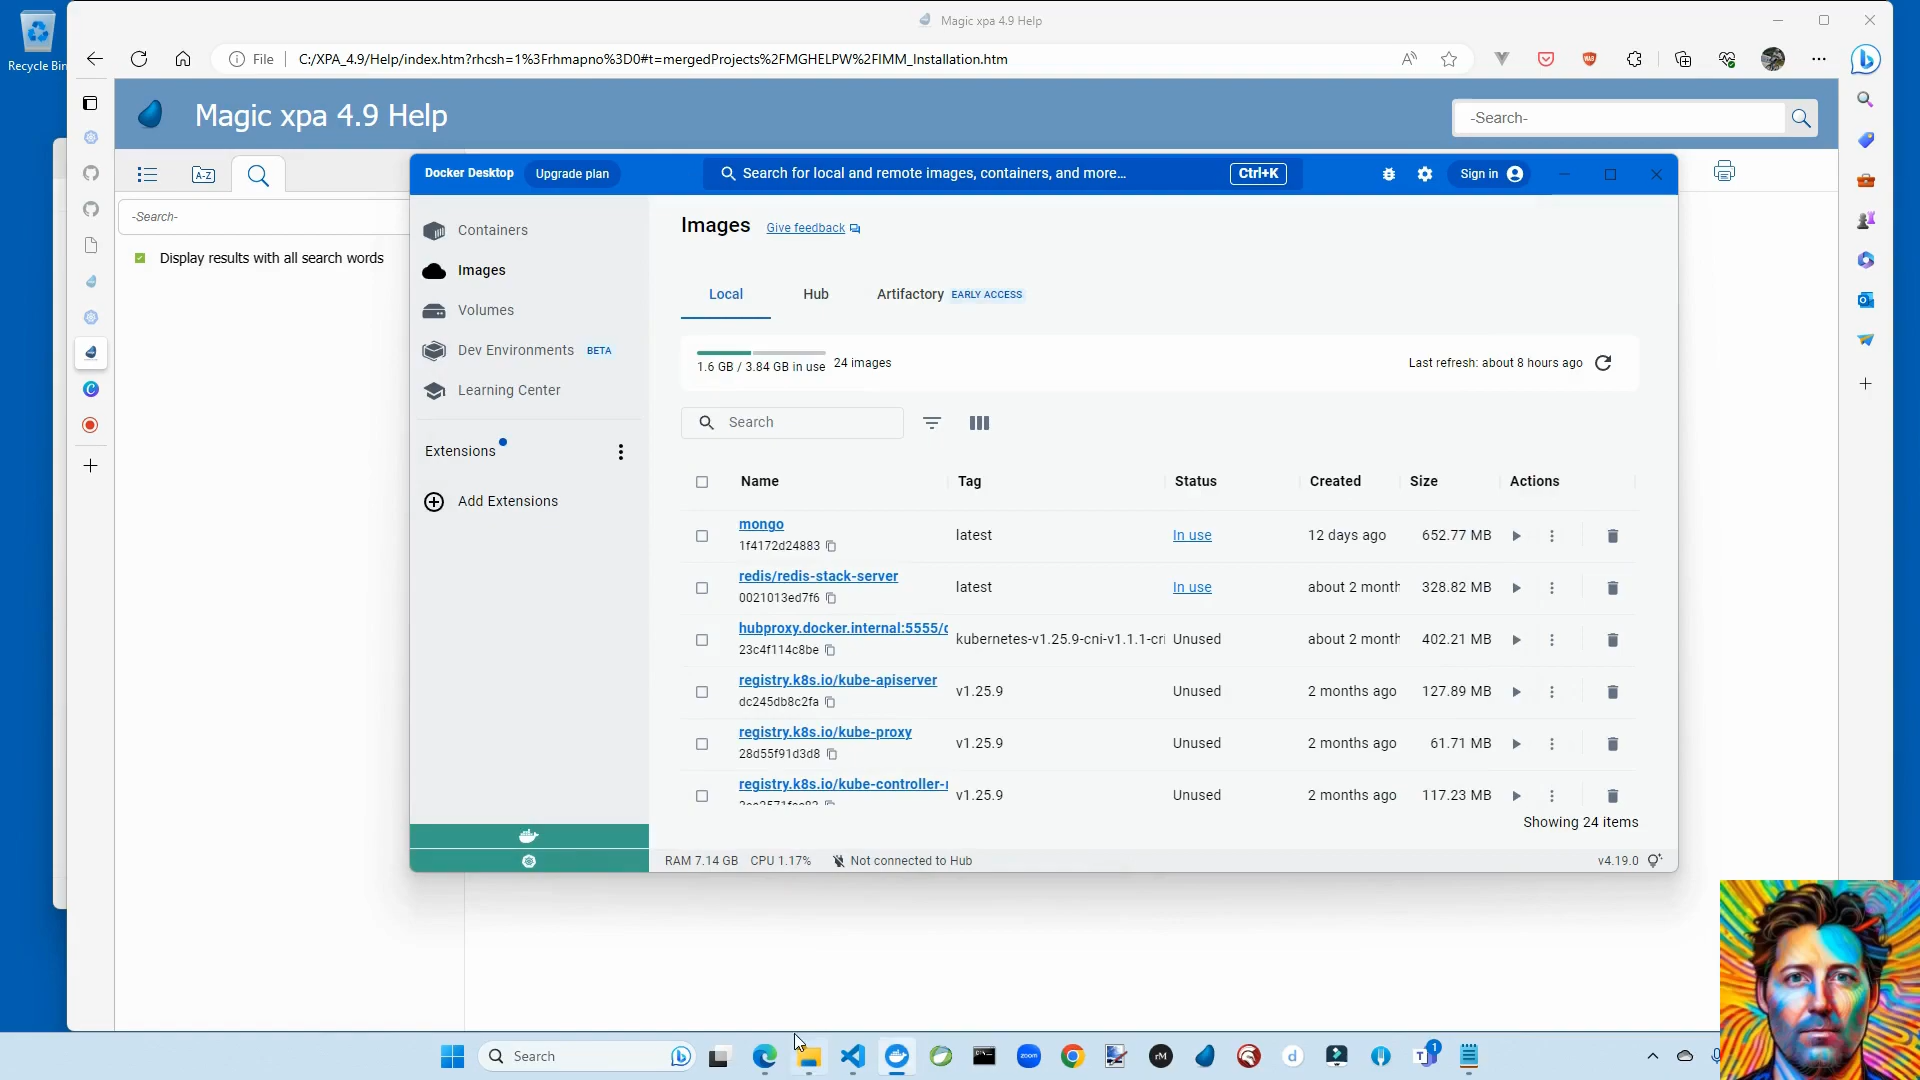 Magic xpa 4.9 Help
Recycle Bin
File
C:/XPA_4.9/Help/index.htm?rhcsh=1%3Frhmapno%3D0#t=mergedProjects%2FMGHELPW%2FIMM_Installation.htm
Magic xpa 4.9 Help
-Search-
A-Z
-Search-
Display results with all search words
Docker Desktop
Upgrade plan
Search for local and remote images, containers, and more...
Ctrl+K
Sign in
Containers
Images
Volumes
Dev Environments BETA
Learning Center
Extensions
Add Extensions
Images
Give feedback
Local
Hub
Artifactory EARLY ACCESS
1.6 GB / 3.84 GB in use
24 images
Last refresh: about 8 hours ago
Search
Name Tag Status Created Size Actions
mongo
1f4172d24883
latest In use 12 days ago 652.77 MB
redis/redis-stack-server
0021013ed7f6
latest In use about 2 month 328.82 MB
hubproxy.docker.internal:5555/
23c4f114c8be
kubernetes-v1.25.9-cni-v1.1.1-cri Unused about 2 month 402.21 MB
registry.k8s.io/kube-apiserver
dc245db8c2fa
v1.25.9 Unused 2 months ago 127.89 MB
registry.k8s.io/kube-proxy
28d55f91d3d8
v1.25.9 Unused 2 months ago 61.71 MB
registry.k8s.io/kube-controller-
v1.25.9 Unused 2 months ago 117.23 MB
Showing 24 items
RAM 7.14 GB CPU 1.17% Not connected to Hub
v4.19.0
Search
zoom
rM
d
1